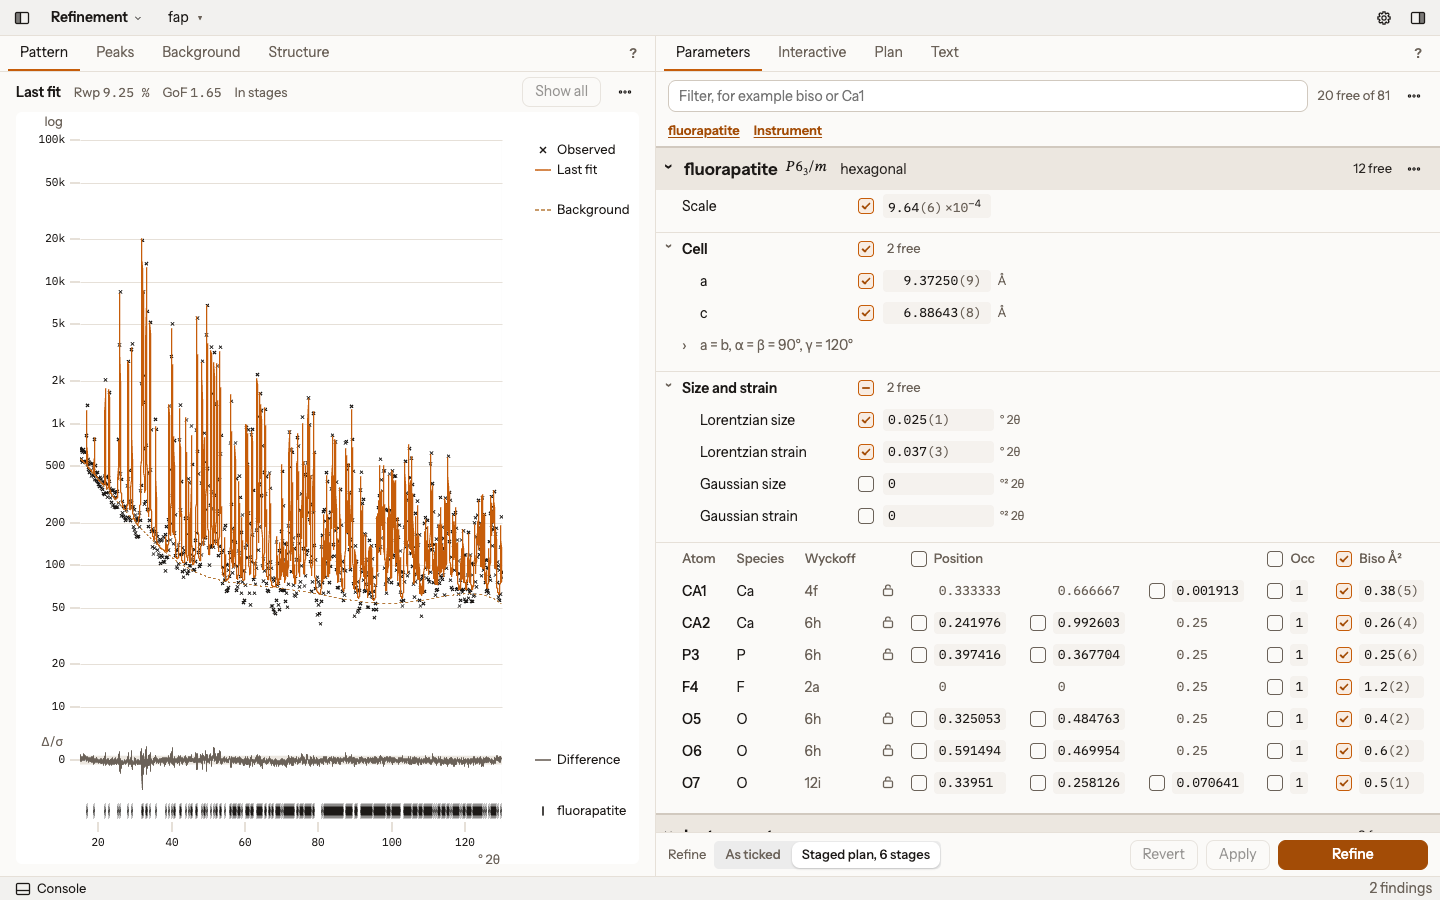 Refinement fap
Pattern Peaks Background Structure ?
Last fit Rwp 9.25 % GoF 1.65 In stages Show all
log
100k
50k
20k
10k
5k
2k
1k
500
200
100
50
20
10
Δ/σ
0
20 40 60 80 100 120
° 2θ
Observed
Last fit
Background
Difference
fluorapatite
Parameters Interactive Plan Text ?
Filter, for example biso or Ca1 20 free of 81
fluorapatite Instrument
fluorapatite P6₃/m hexagonal 12 free
Scale 9.64(6) ×10⁻⁴
Cell 2 free
a 9.37250(9) Å
c 6.88643(8) Å
a = b, α = β = 90°, γ = 120°
Size and strain 2 free
Lorentzian size 0.025(1) ° 2θ
Lorentzian strain 0.037(3) ° 2θ
Gaussian size 0 °² 2θ
Gaussian strain 0 °² 2θ
Atom Species Wyckoff Position Occ Biso Å²
CA1 Ca 4f 0.333333 0.666667 0.001913 1 0.38(5)
CA2 Ca 6h 0.241976 0.992603 0.25 1 0.26(4)
P3 P 6h 0.397416 0.367704 0.25 1 0.25(6)
F4 F 2a 0 0 0.25 1 1.2(2)
O5 O 6h 0.325053 0.484763 0.25 1 0.4(2)
O6 O 6h 0.591494 0.469954 0.25 1 0.6(2)
O7 O 12i 0.33951 0.258126 0.070641 1 0.5(1)
Refine As ticked Staged plan, 6 stages Revert Apply Refine
Console 2 findings